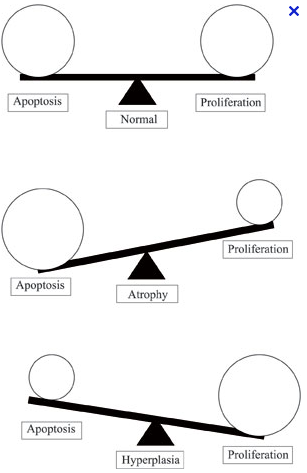 Apoptosis
Proliferation
Normal
Proliferation
Apoptosis
Atrophy
Apoptosis
Proliferation
Hyperplasia